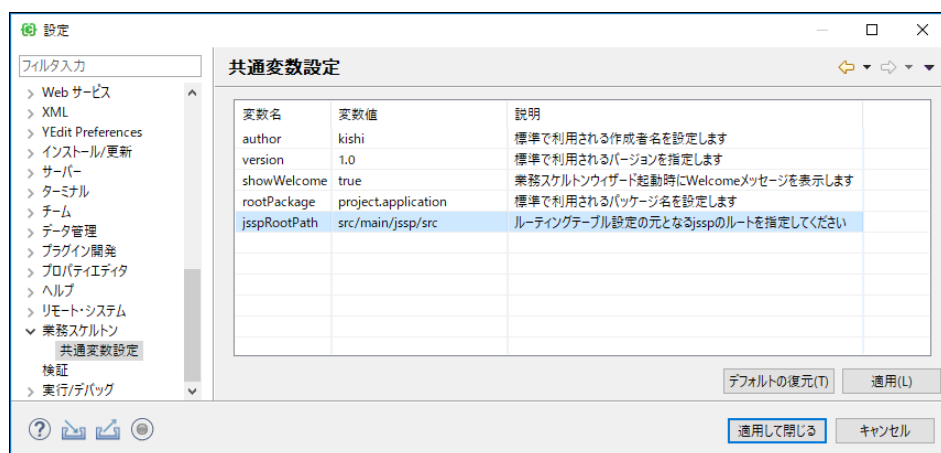 設定
フィルタ入力
Web サービス
XML
YEdit Preferences
インストール/更新
サーバー
ターミナル
チーム
データ管理
プラグイン開発
プロパティエディタ
ヘルプ
リモート・システム
業務スケルトン
共通変数設定
検証
実行/デバッグ
共通変数設定
変数名 変数値 説明
author kishi 標準で利用される作成者名を設定します
version 1.0 標準で利用されるバージョンを指定します
showWelcome true 業務スケルトンウィザード起動時にWelcomeメッセージを表示します
rootPackage project.application 標準で利用されるパッケージ名を設定します
jsspRootPath src/main/jssp/src ルーティングテーブル設定の元となるjsspのルートを指定してください
デフォルトの復元(T) 適用(L)
適用して閉じる キャンセル